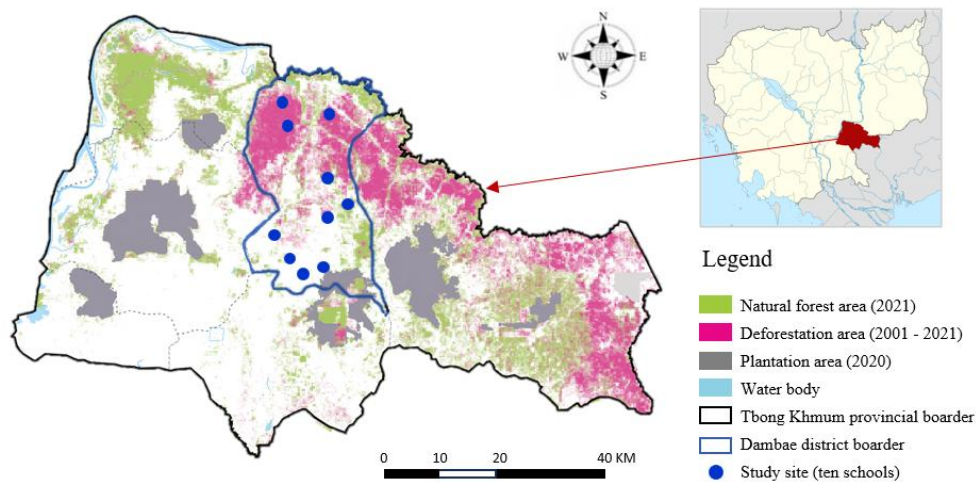 N
W
E
S
Legend
Natural forest area (2021)
Deforestation area (2001 - 2021)
Plantation area (2020)
Water body
Tbong Khmum provincial boarder
Dambae district boarder
Study site (ten schools)
0 10 20 40 KM